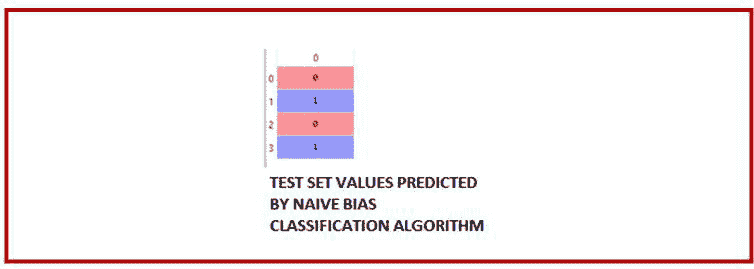 0
0 0
1 1
2 0
3 1
TEST SET VALUES PREDICTED
BY NAIVE BIAS
CLASSIFICATION ALGORITHM